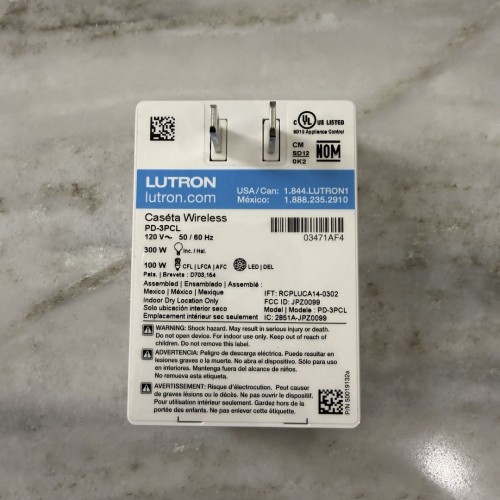 C UL US LISTED
6D10 Appliance Control
CM
SD12
0K2
NOM
LUTRON
lutron.com
USA/Can: 1.844.LUTRON1
México: 1.888.235.2910
Caséta Wireless
PD-3PCL
120 V~ 50 / 60 Hz
03471AF4
300 W Inc. / Hal.
100 W CFL | LFCA | AFC LED | DEL
Pats. | Brevets : D703,164
Assembled | Ensamblado | Assemblé :
Mexico | México | Mexique
IFT: RCPLUCA14-0302
Indoor Dry Location Only
FCC ID: JPZ0099
Solo ubicación interior seco
Model | Modele : PD-3PCL
Emplacement intérieur sec seulement
IC: 2851A-JPZ0099
WARNING: Shock hazard. May result in serious injury or death.
Do not open device. For indoor use only. Keep out of reach of
children. Do not remove this label.
ADVERTENCIA: Peligro de descarga eléctrica. Puede resultar en
lesiones graves o la muerte. No abra el dispositivo. Sólo para uso
en interiores. Mantenga fuera del alcance de niños.
No remueva esta etiqueta.
AVERTISSEMENT: Risque d'électrocution. Peut causer
de graves lésions ou le décès. Ne pas ouvrir le dispositif.
Pour utilisation intérieure seulement. Gardez hors de la
portée des enfants. Ne pas enlever cette étiquette.
P/N S0019132a